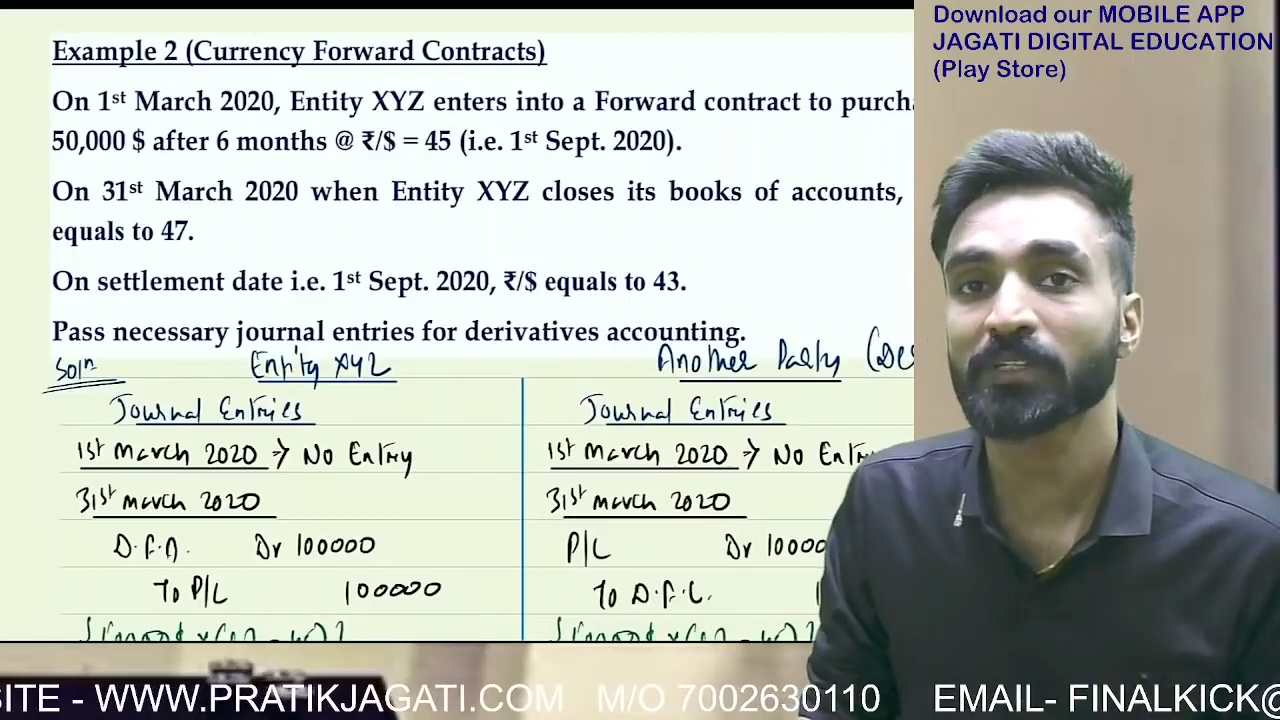 Download our MOBILE APP
JAGATI DIGITAL EDUCATION
(Play Store)
Example 2 (Currency Forward Contracts)
On 1st March 2020, Entity XYZ enters into a Forward contract to purcha
50,000 $ after 6 months @ ₹/$ = 45 (i.e. 1st Sept. 2020).
On 31st March 2020 when Entity XYZ closes its books of accounts,
equals to 47.
On settlement date i.e. 1st Sept. 2020, ₹/$ equals to 43.
Pass necessary journal entries for derivatives accounting.
Soln Entity XYZ
Journal Entries
1st March 2020 → No Entry
31st March 2020
D.F.A. Dr 100000
To P/L 100000
Another Party
Journal Entries
1st March 2020 → No Entry
31st March 2020
P/L Dr 10000
To D.F.L.
SITE - WWW.PRATIKJAGATI.COM M/O 7002630110 EMAIL- FINALKICK@